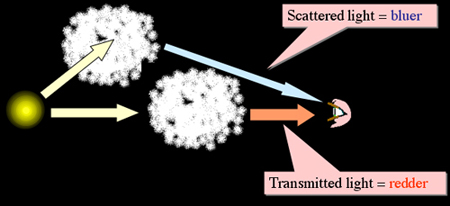 Scattered light = bluer
Transmitted light = redder